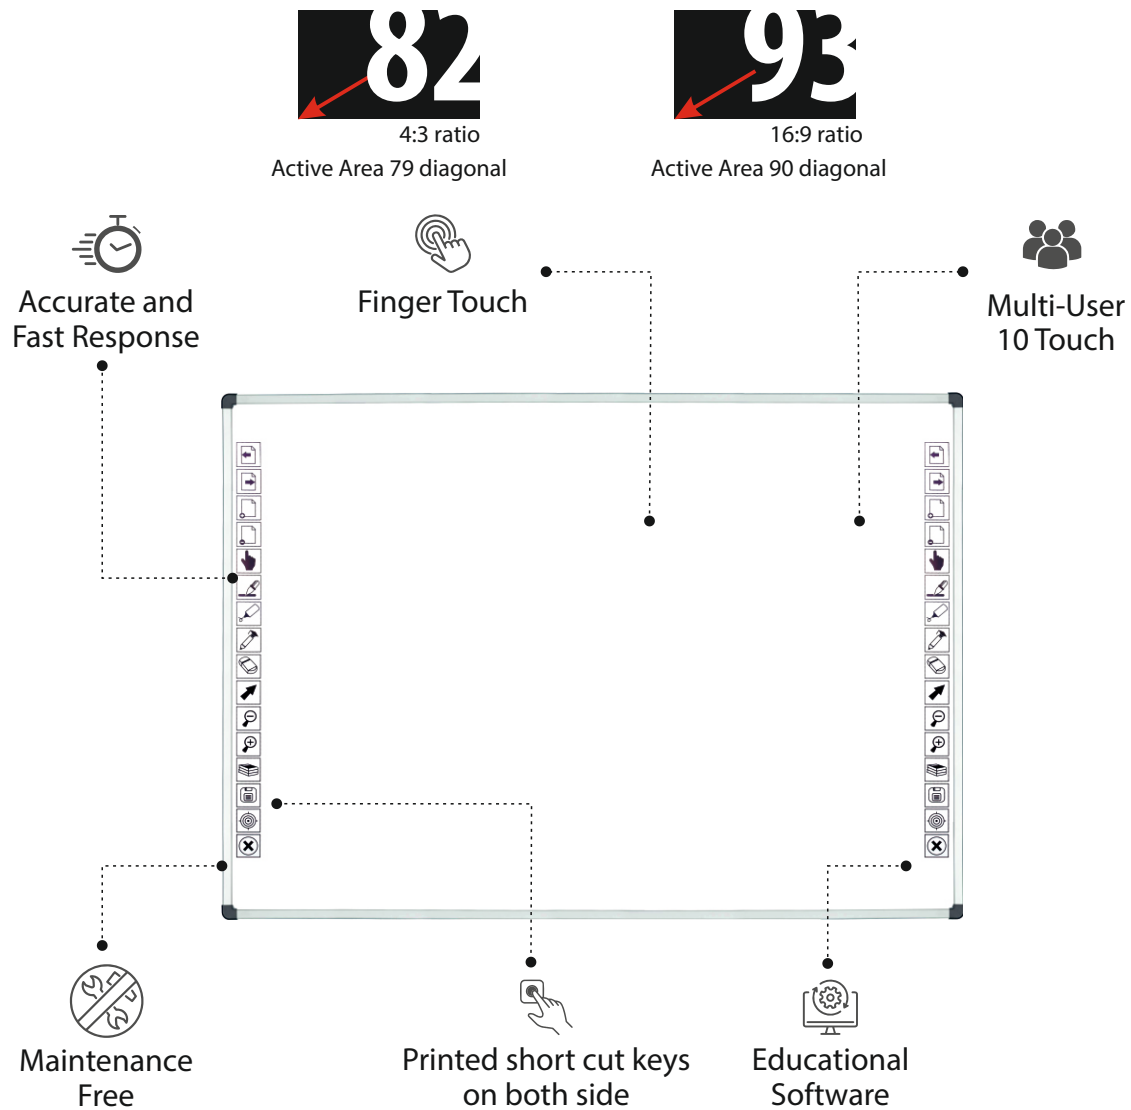 82
4:3 ratio
Active Area 79 diagonal
93
16:9 ratio
Active Area 90 diagonal
Accurate and
Fast Response
Finger Touch
Multi-User
10 Touch
Maintenance
Free
Printed short cut keys
on both side
Educational
Software